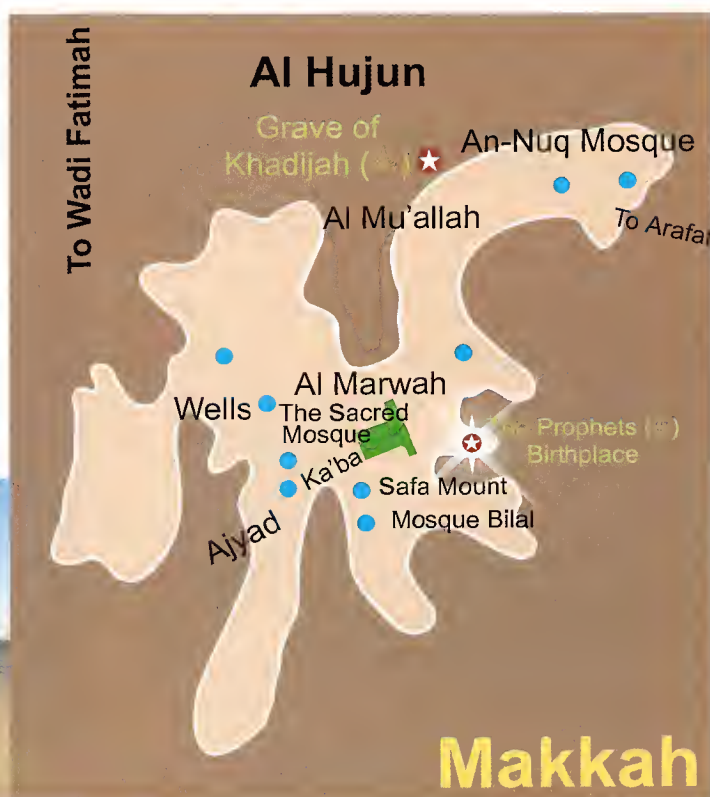 To Wadi Fatimah
Al Hujun
Grave of
Khadijah ( )
An-Nuq Mosque
Al Mu'allah
To Arafat
Al Marwah
Wells
The Sacred
Mosque
Ka'ba
Prophets ( )
Birthplace
Safa Mount
Mosque Bilal
Ajyad
Makkah